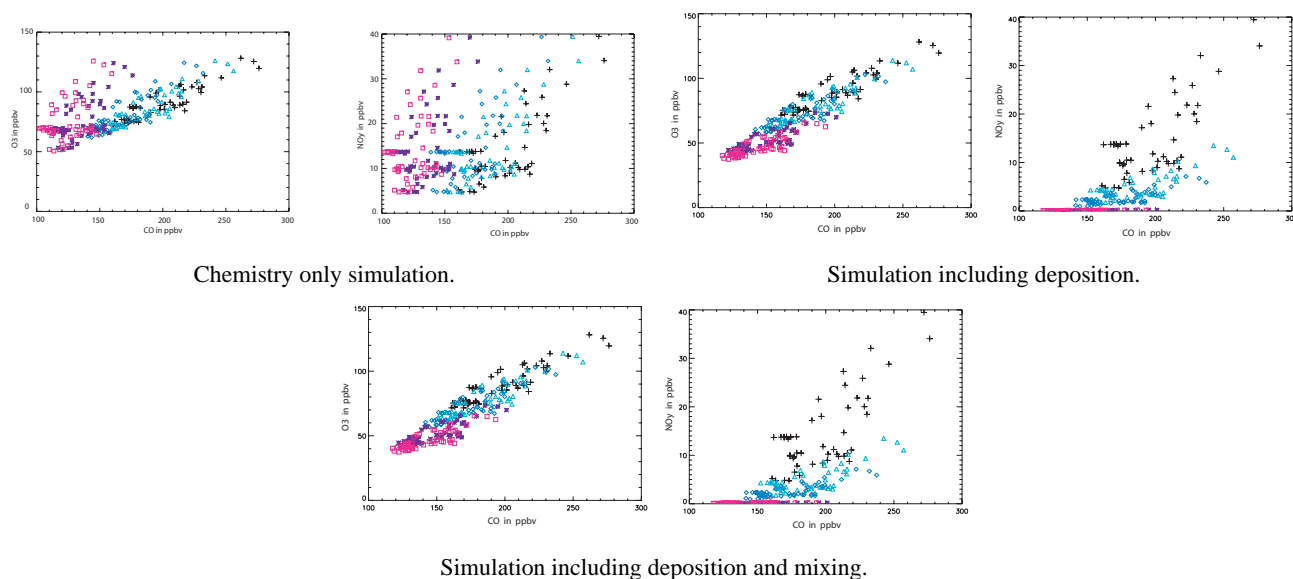 150
100
50
0
O3 in ppbv
100 150 200 250 300
CO in ppbv
40
30
20
10
0
NOy in ppbv
100 150 200 250 300
CO in ppbv
Chemistry only simulation.
150
100
50
0
O3 in ppbv
100 150 200 250 300
CO in ppbv
40
30
20
10
0
NOy in ppbv
100 150 200 250 300
CO in ppbv
Simulation including deposition.
150
100
50
0
O3 in ppbv
100 150 200 250 300
CO in ppbv
40
30
20
10
0
NOy in ppbv
100 150 200 250 300
CO in ppbv
Simulation including deposition and mixing.